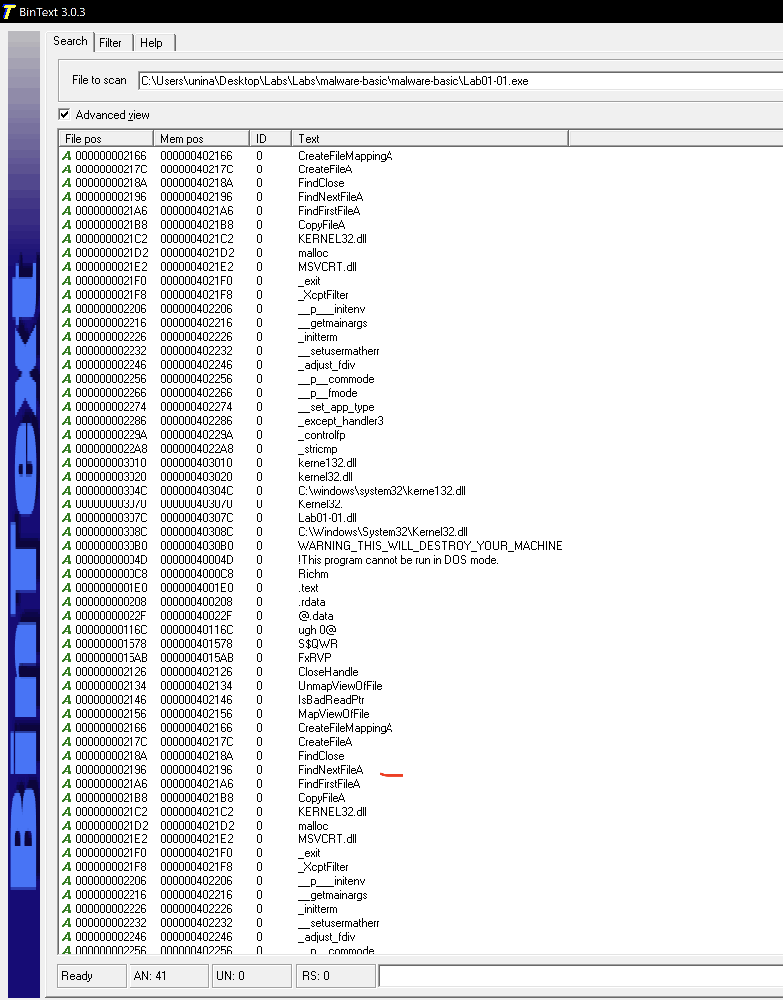 BinText 3.0.3
Search Filter Help
File to scan C:\Users\unina\Desktop\Labs\Labs\malware-basic\malware-basic\Lab01-01.exe
Advanced view
File pos Mem pos ID Text
A 000000002166 000000402166 0 CreateFileMappingA
A 00000000217C 00000040217C 0 CreateFileA
A 00000000218A 00000040218A 0 FindClose
A 000000002196 000000402196 0 FindNextFileA
A 0000000021A6 0000004021A6 0 FindFirstFileA
A 0000000021B8 0000004021B8 0 CopyFileA
A 0000000021C2 0000004021C2 0 KERNEL32.dll
A 0000000021D2 0000004021D2 0 malloc
A 0000000021E2 0000004021E2 0 MSVCRT.dll
A 0000000021F0 0000004021F0 0 _exit
A 0000000021F8 0000004021F8 0 _XcptFilter
A 000000002206 000000402206 0 __p___initenv
A 000000002216 000000402216 0 __getmainargs
A 000000002226 000000402226 0 _initterm
A 000000002232 000000402232 0 __setusermatherr
A 000000002246 000000402246 0 _adjust_fdiv
A 000000002256 000000402256 0 __p__commode
A 000000002266 000000402266 0 __p__fmode
A 000000002274 000000402274 0 __set_app_type
A 000000002286 000000402286 0 _except_handler3
A 00000000229A 00000040229A 0 _controlfp
A 0000000022A8 0000004022A8 0 _stricmp
A 000000003010 000000403010 0 kerne132.dll
A 000000003020 000000403020 0 kernel32.dll
A 00000000304C 00000040304C 0 C:\windows\system32\kerne132.dll
A 000000003070 000000403070 0 Kernel32.
A 00000000307C 00000040307C 0 Lab01-01.dll
A 00000000308C 00000040308C 0 C:\Windows\System32\Kernel32.dll
A 0000000030B0 0000004030B0 0 WARNING_THIS_WILL_DESTROY_YOUR_MACHINE
A 00000000004D 00000040004D 0 !This program cannot be run in DOS mode.
A 0000000000C8 0000004000C8 0 Richm
A 0000000001E0 0000004001E0 0 .text
A 000000000208 000000400208 0 .rdata
A 00000000022F 00000040022F 0 @.data
A 00000000116C 00000040116C 0 ugh 0@
A 000000001578 000000401578 0 S$QWR
A 0000000015AB 0000004015AB 0 FxRVP
A 000000002126 000000402126 0 CloseHandle
A 000000002134 000000402134 0 UnmapViewOfFile
A 000000002146 000000402146 0 IsBadReadPtr
A 000000002156 000000402156 0 MapViewOfFile
A 000000002166 000000402166 0 CreateFileMappingA
A 00000000217C 00000040217C 0 CreateFileA
A 00000000218A 00000040218A 0 FindClose
A 000000002196 000000402196 0 FindNextFileA
A 0000000021A6 0000004021A6 0 FindFirstFileA
A 0000000021B8 0000004021B8 0 CopyFileA
A 0000000021C2 0000004021C2 0 KERNEL32.dll
A 0000000021D2 0000004021D2 0 malloc
A 0000000021E2 0000004021E2 0 MSVCRT.dll
A 0000000021F0 0000004021F0 0 _exit
A 0000000021F8 0000004021F8 0 _XcptFilter
A 000000002206 000000402206 0 __p___initenv
A 000000002216 000000402216 0 __getmainargs
A 000000002226 000000402226 0 _initterm
A 000000002232 000000402232 0 __setusermatherr
A 000000002246 000000402246 0 _adjust_fdiv
A 000000002256 000000402256 0 __p__commode
Ready AN: 41 UN: 0 RS: 0
BinText